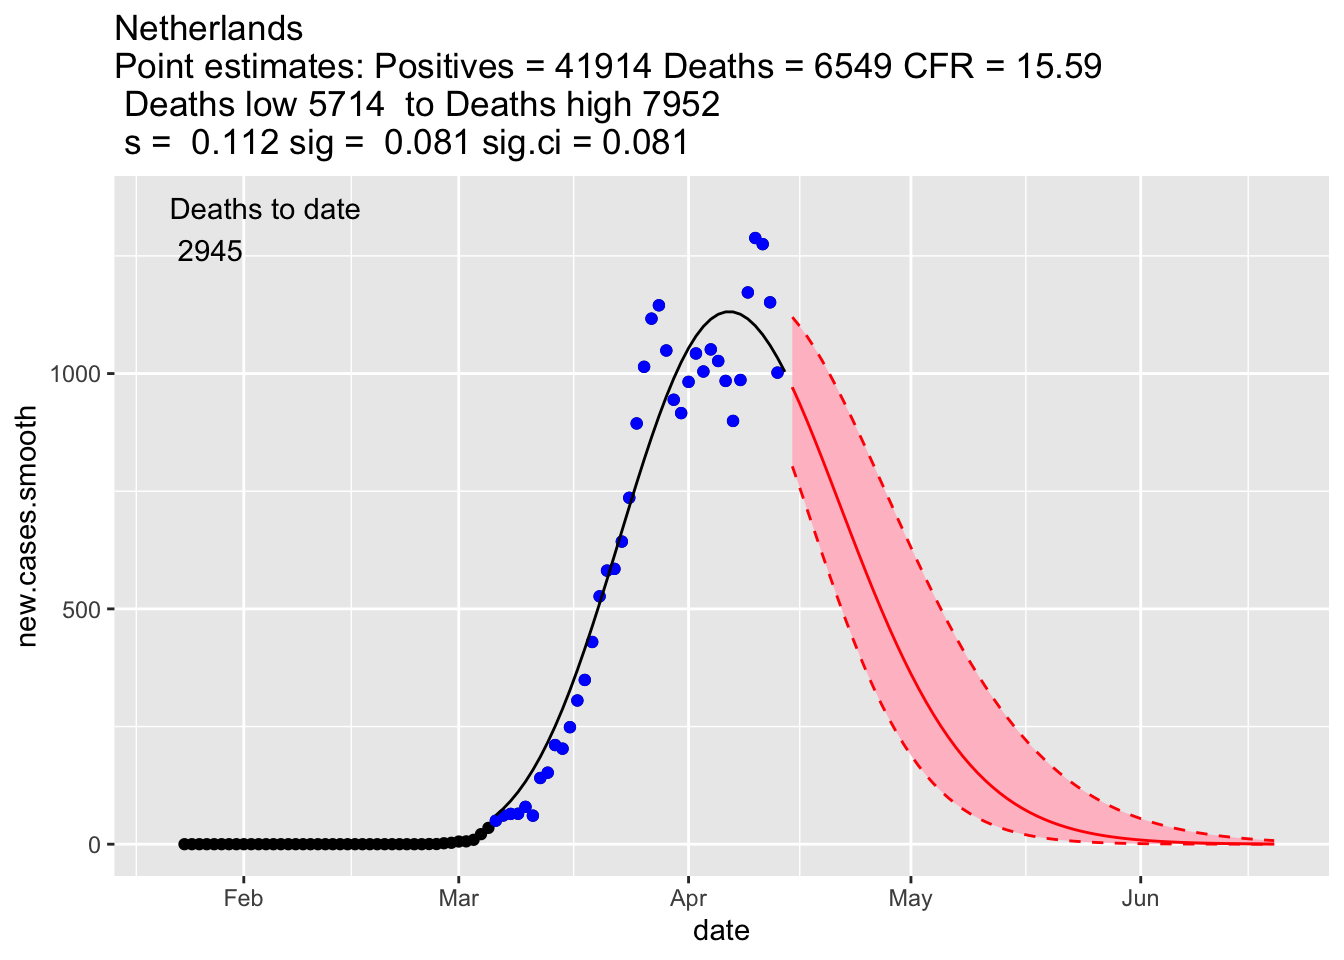 Netherlands
Point estimates: Positives = 41914 Deaths = 6549 CFR = 15.59
Deaths low 5714  to Deaths high 7952
s =  0.112 sig =  0.081 sig.ci = 0.081
Deaths to date
2945
new.cases.smooth
1000
500
0
Feb
Mar
Apr
May
Jun
date